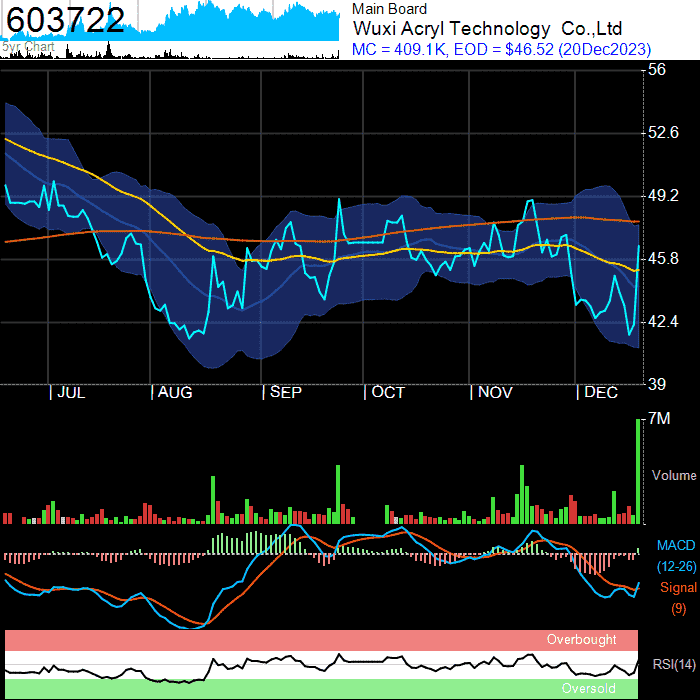 603722
5yr Chart
Main Board
Wuxi Acryl Technology Co.,Ltd
MC = 409.1K, EOD = $46.52 (20Dec2023)
56
52.6
49.2
45.8
42.4
39
JUL AUG SEP OCT NOV DEC
7M
Volume
MACD
(12-26)
Signal
(9)
Overbought
RSI(14)
Oversold